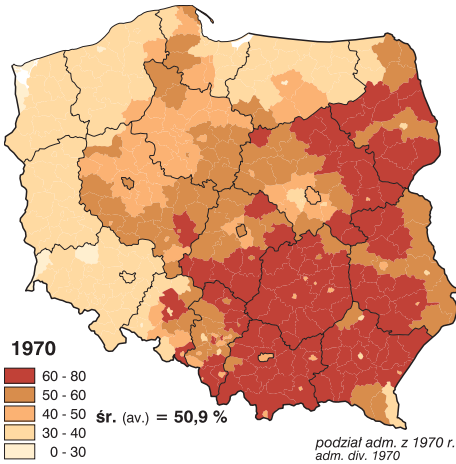 1970
60 - 80
50 - 60
40 - 50
30 - 40
0 - 30
śr. (av.) = 50,9 %
podział adm. z 1970 r.
adm. div. 1970